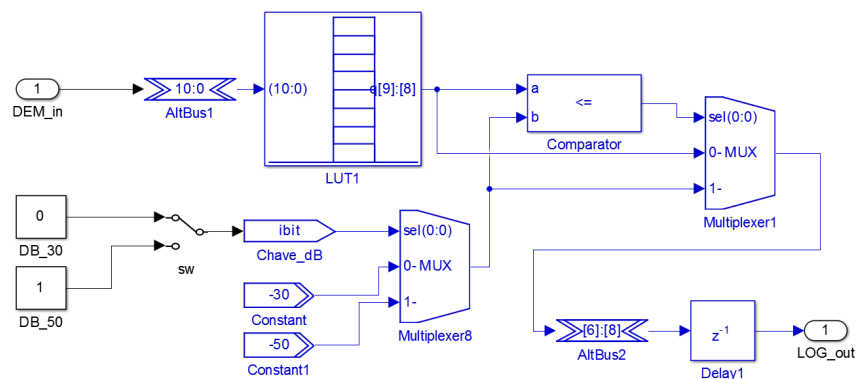 1
DEM_in
10:0
AltBus1
(10:0)
q[9]:[8]
LUT1
a
b
<=
Comparator
sel(0:0)
0- MUX
1-
Multiplexer1
0
DB_30
1
DB_50
sw
ibit
Chave_dB
-30
Constant
-50
Constant1
sel(0:0)
0- MUX
1-
Multiplexer8
[6]:[8]
AltBus2
z-1
Delay1
1
LOG_out